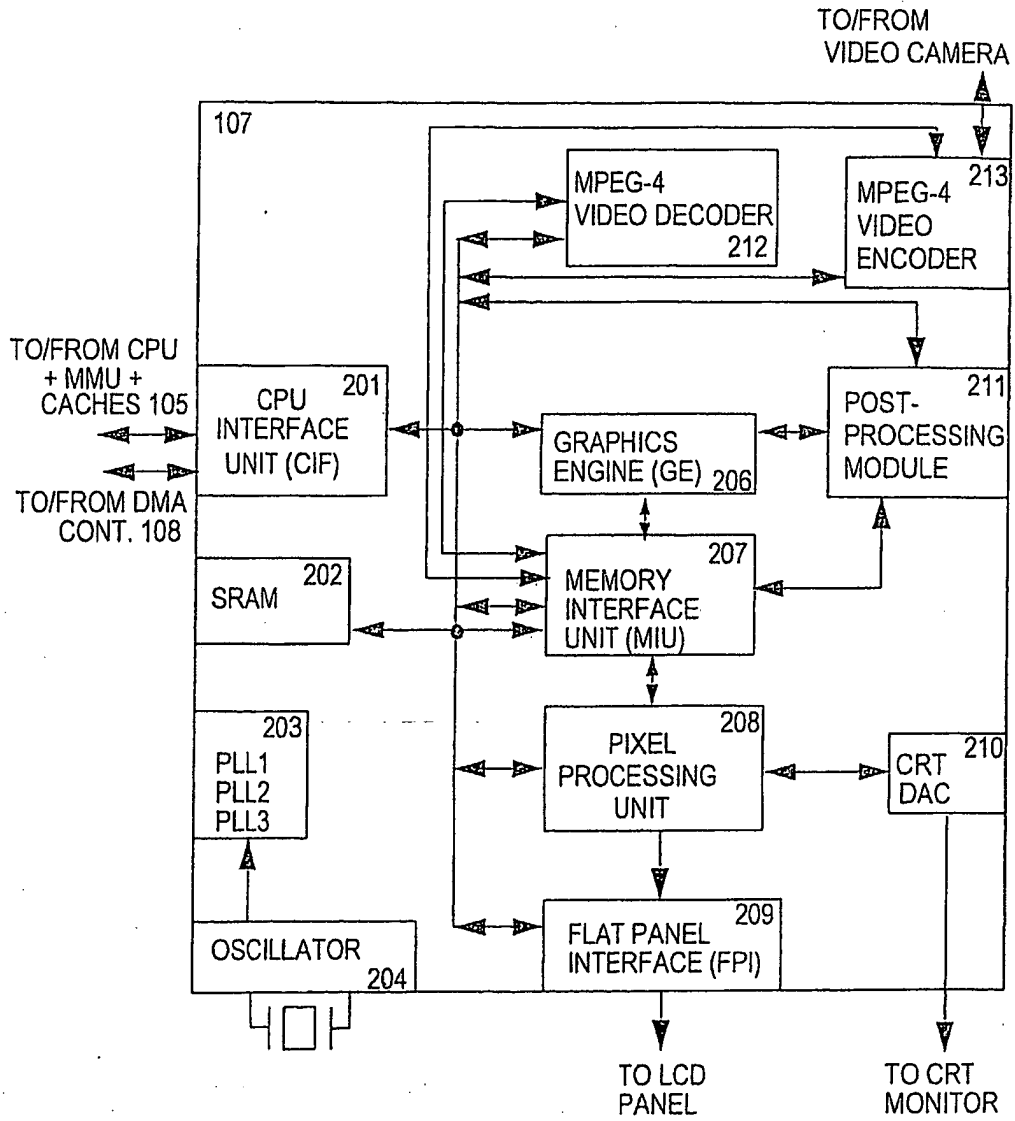 TO/FROM
VIDEO CAMERA
107
MPEG-4
VIDEO DECODER
212
213
MPEG-4
VIDEO
ENCODER
TO/FROM CPU
+ MMU +
CACHES 105
TO/FROM DMA
CONT. 108
201
CPU
INTERFACE
UNIT (CIF)
GRAPHICS
ENGINE (GE)
206
211
POST-
PROCESSING
MODULE
202
SRAM
207
MEMORY
INTERFACE
UNIT (MIU)
203
PLL1
PLL2
PLL3
208
PIXEL
PROCESSING
UNIT
210
CRT
DAC
OSCILLATOR
204
209
FLAT PANEL
INTERFACE (FPI)
TO LCD
PANEL
TO CRT
MONITOR